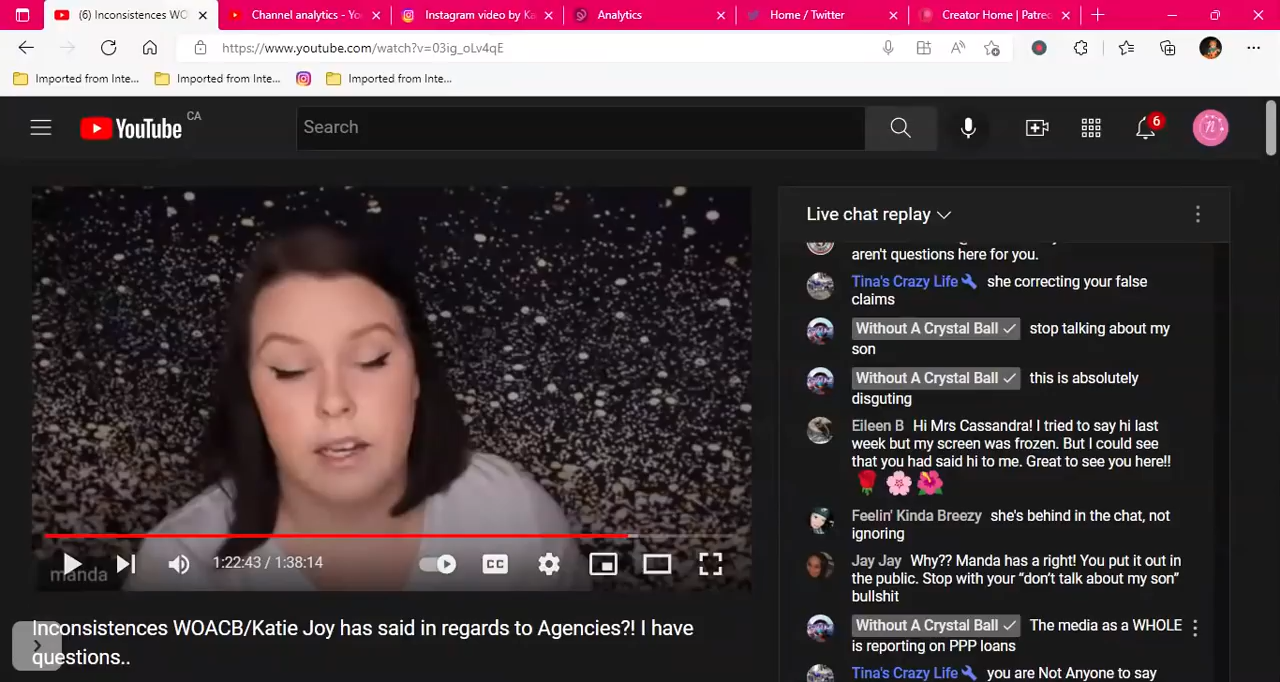 (6) Inconsistences WO
Channel analytics - Yo
Instagram video by Ka
Analytics
Home / Twitter
Creator Home | Patre
https://www.youtube.com/watch?v=03ig_oLv4qE
Imported from Inte...
Imported from Inte...
Imported from Inte...
YouTube CA
Search
6
Live chat replay
aren't questions here for you.
Tina's Crazy Life she correcting your false
claims
Without A Crystal Ball stop talking about my
son
Without A Crystal Ball this is absolutely
disguting
Eileen B Hi Mrs Cassandra! I tried to say hi last
week but my screen was frozen. But I could see
that you had said hi to me. Great to see you here!!
Feelin' Kinda Breezy she's behind in the chat, not
ignoring
Jay Jay Why?? Manda has a right! You put it out in
the public. Stop with your “don't talk about my son”
bullshit
Without A Crystal Ball The media as a WHOLE
is reporting on PPP loans
Tina's Crazy Life you are Not Anyone to say
1:22:43 / 1:38:14
CC
manda
Inconsistences WOACB/Katie Joy has said in regards to Agencies?! I have
questions..